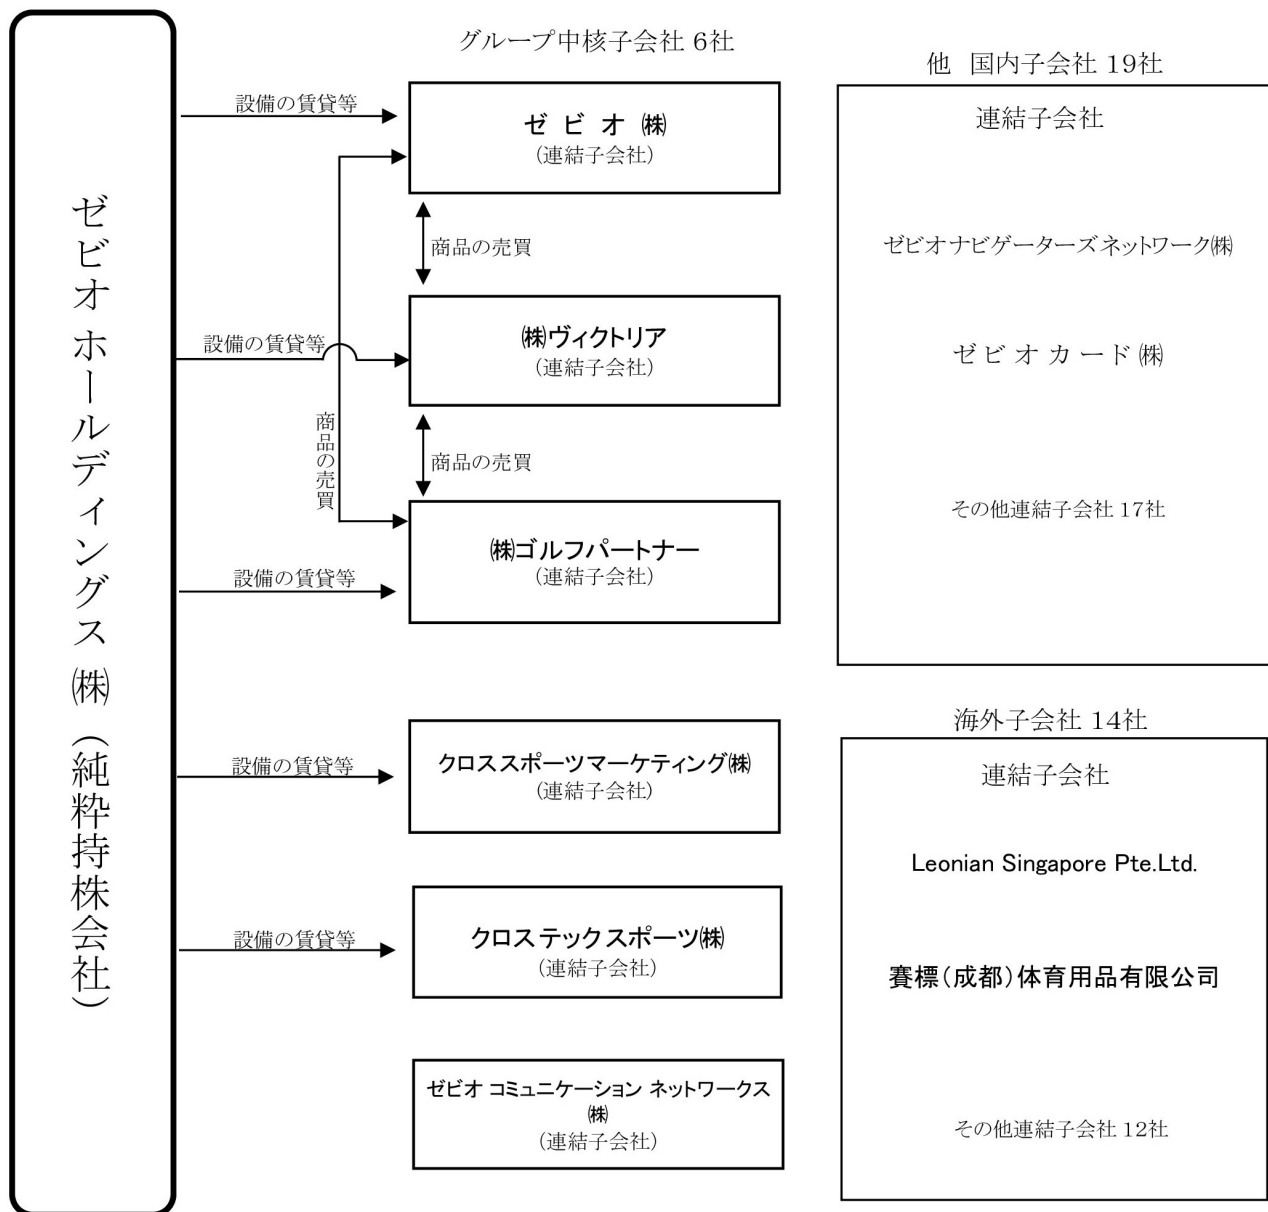 ゼビオホールディングス㈱(純粋持株会社)
グループ中核子会社 6社
設備の賃貸等
ゼビオ㈱
(連結子会社)
商品の売買
設備の賃貸等
㈱ヴィクトリア
(連結子会社)
商品の売買
商品の売買
㈱ゴルフパートナー
(連結子会社)
設備の賃貸等
設備の賃貸等
クロススポーツマーケティング㈱
(連結子会社)
設備の賃貸等
クロステックスポーツ㈱
(連結子会社)
ゼビオ コミュニケーション ネットワークス
㈱
(連結子会社)
他 国内子会社 19社
連結子会社
ゼビオナビゲーターズネットワーク㈱
ゼビオカード㈱
その他連結子会社 17社
海外子会社 14社
連結子会社
Leonian Singapore Pte.Ltd.
賽標(成都)体育用品有限公司
その他連結子会社 12社